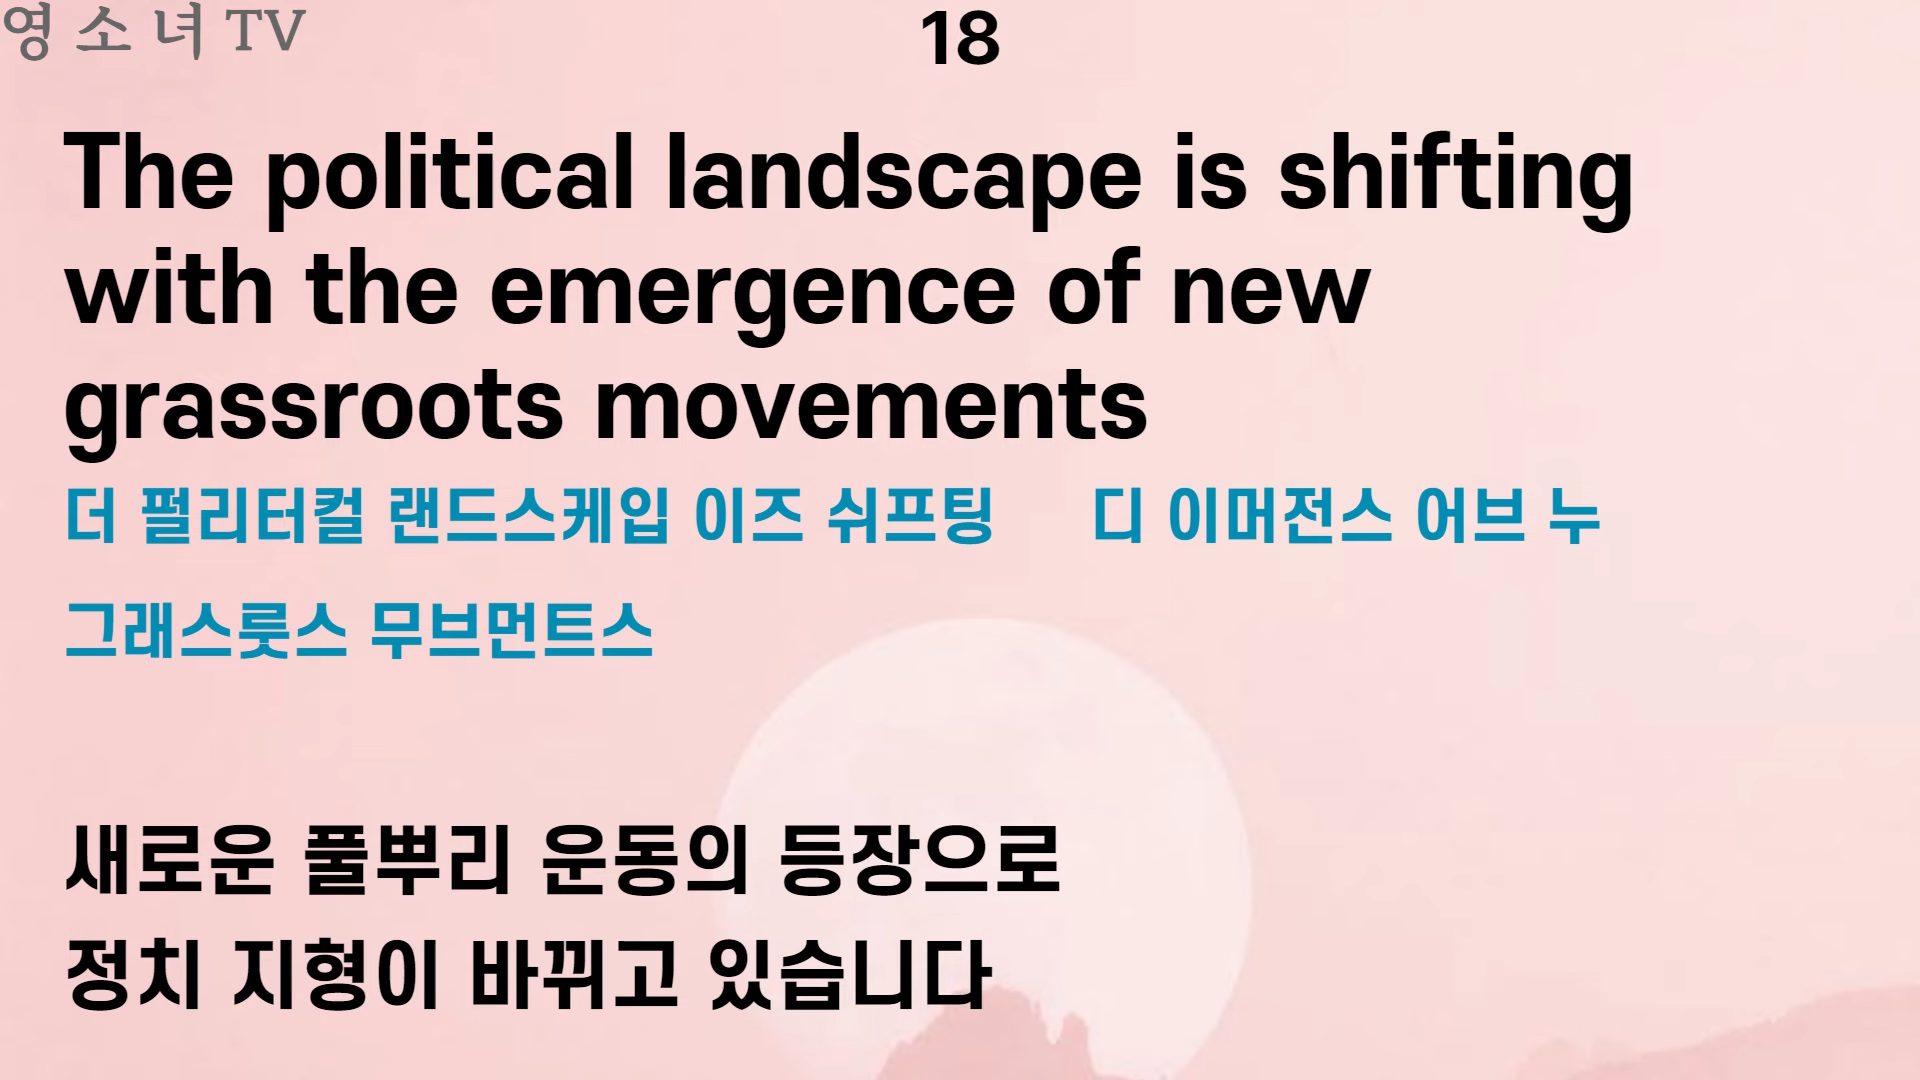 영소녀TV
18
The political landscape is shifting
with the emergence of new
grassroots movements
더 펄리터컬 랜드스케입 이즈 쉬프팅 디 이머전스 어브 누
그래스룻스 무브먼트스
새로운 풀뿌리 운동의 등장으로
정치 지형이 바뀌고 있습니다